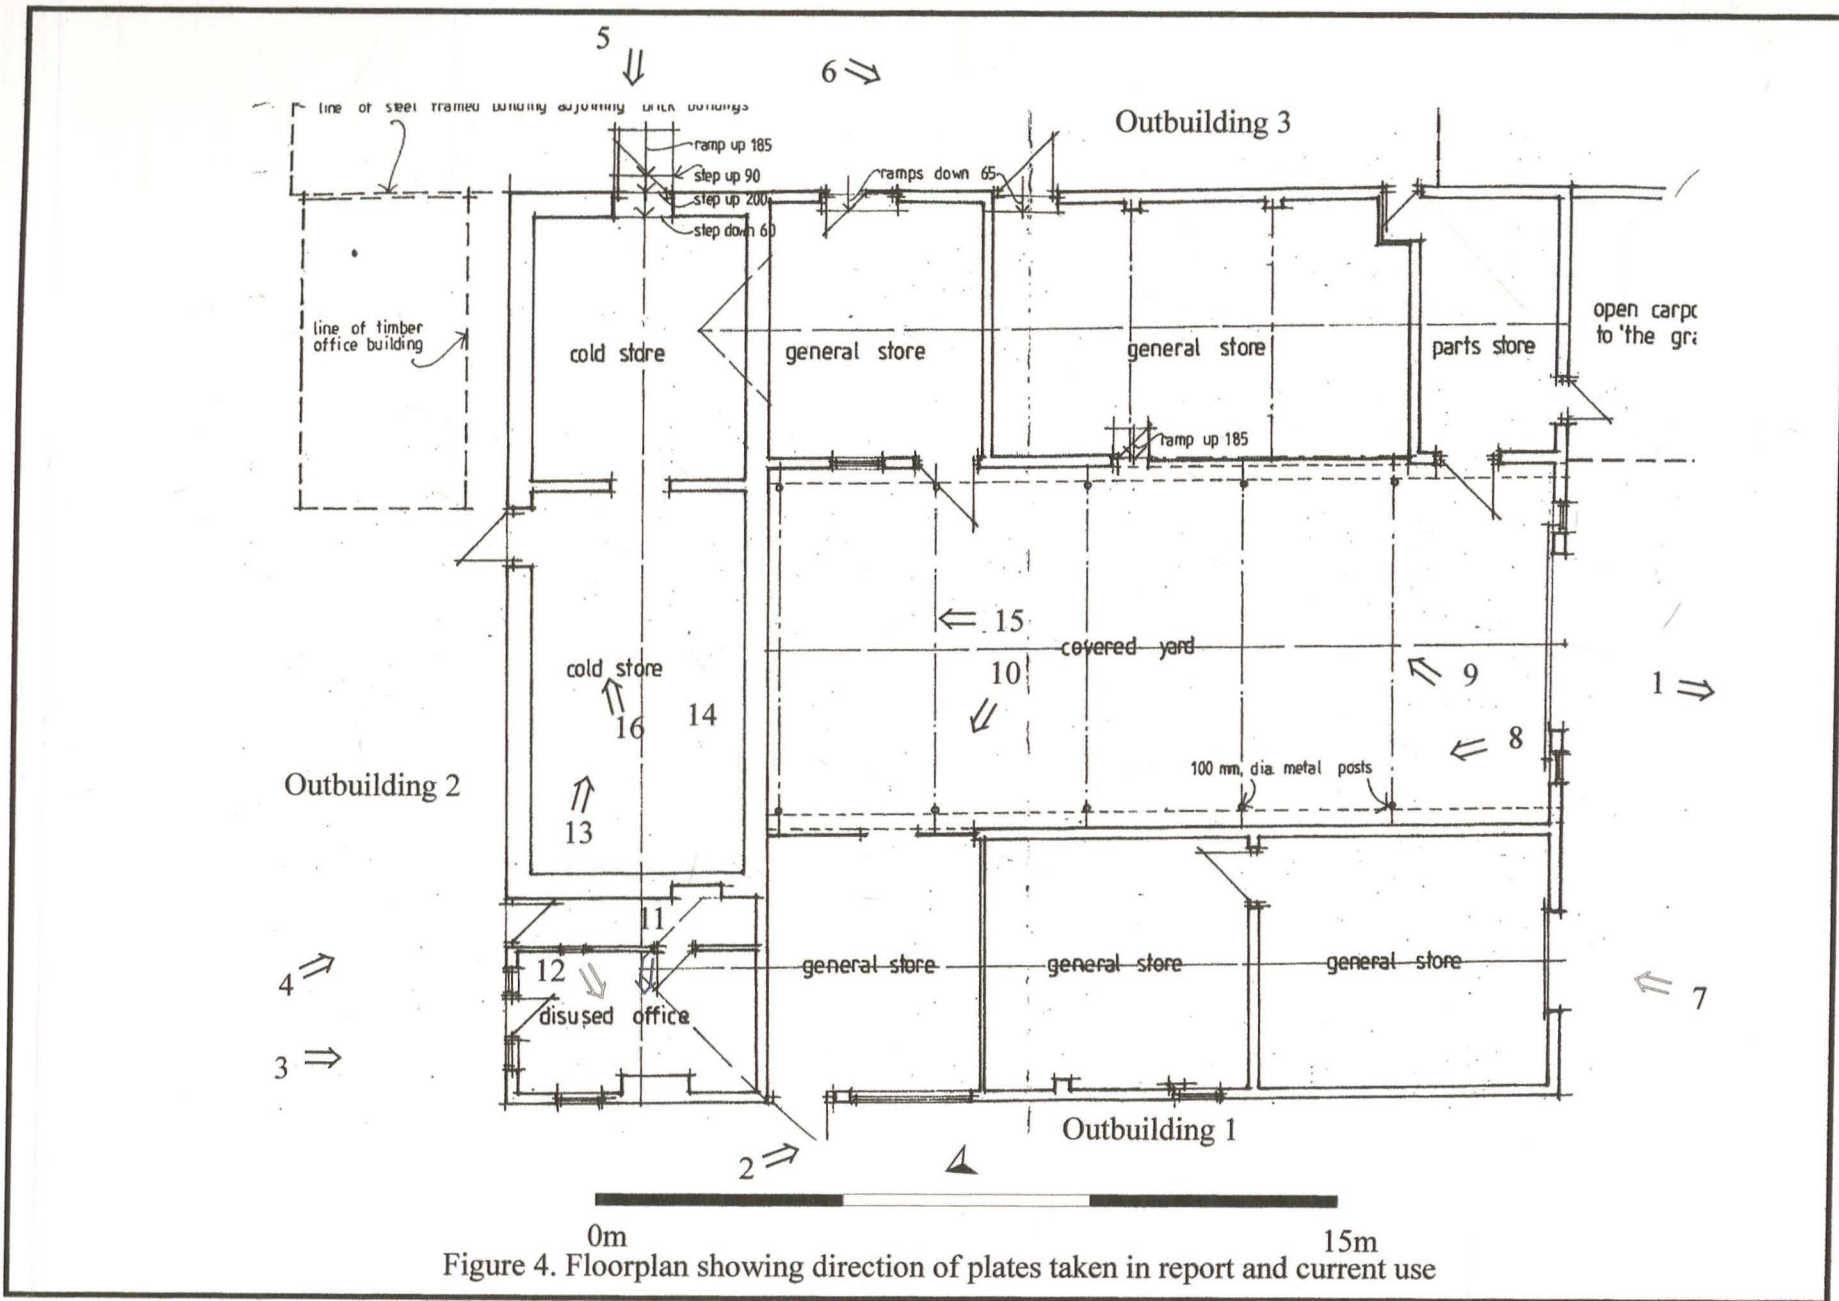 5
6
Outbuilding 3
line of steel framed building adjoining brick buildings
ramp up 185
step up 90
step up 200
step down 60
ramps down 65
line of timber
office building
cold store
general store
general store
parts store
open carpo
to 'the gra
ramp up 185
15
covered yard
10
9
1
cold store
16
14
8
100 mm, dia. metal posts
Outbuilding 2
13
11
4
12
general store
general store
general store
7
disused office
3
Outbuilding 1
2
0m
15m
Figure 4. Floorplan showing direction of plates taken in report and current use